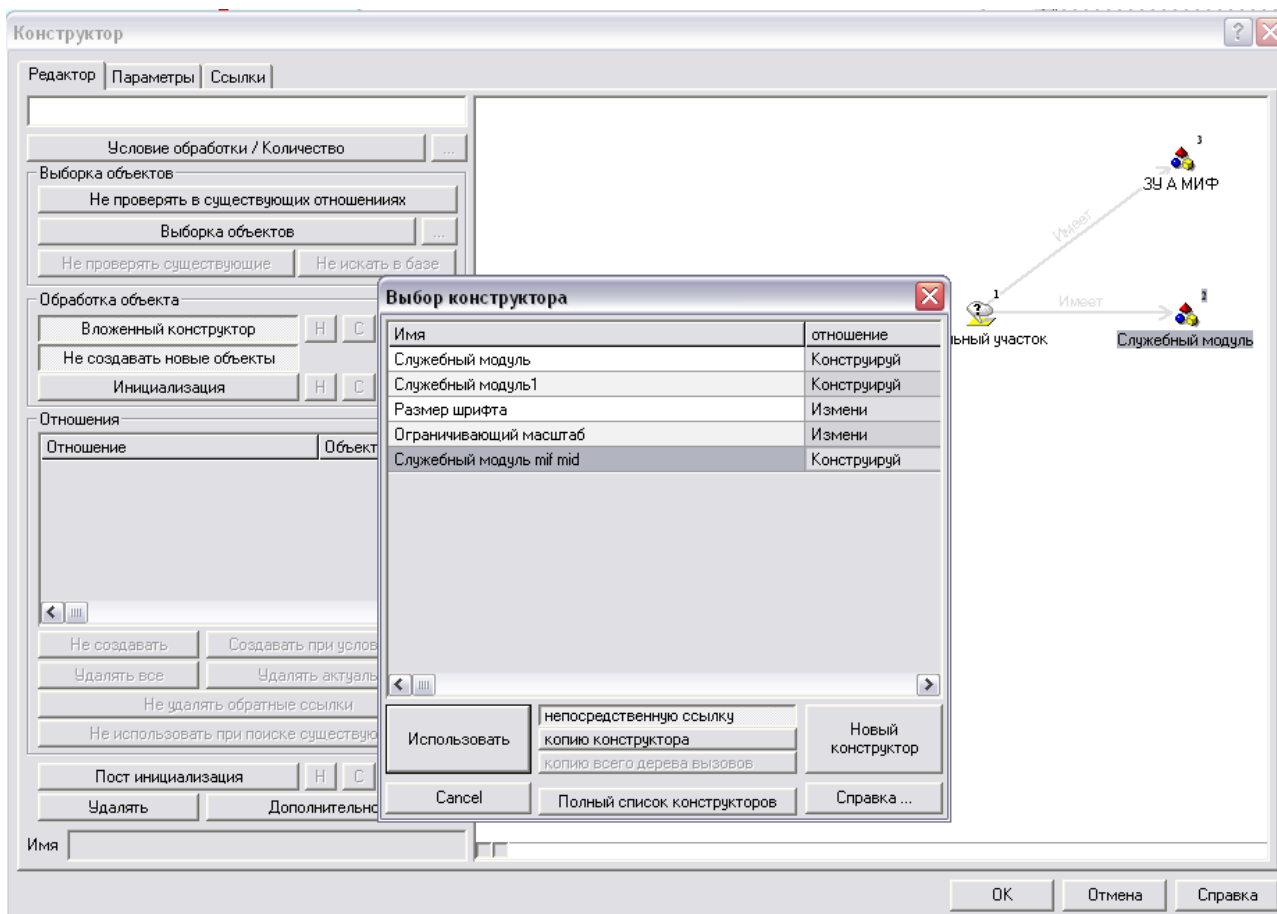 Конструктор
Редактор Параметры Ссылки
Условие обработки / Количество ...
Выборка объектов
Не проверять в существующих отношенииях
Выборка объектов ...
Не проверять существующие Не искать в базе
Обработка объекта
Вложенный конструктор Н С
Не создавать новые объекты
Инициализация Н С
Отношения
Отношение Объект
Не создавать Создавать при услов
Удалять все Удалять актуаль
Не удалять обратные ссылки
Не использовать при поиске существую
Пост инициализация Н С
Удалять Дополнительно
Имя
3
ЗУ А МИФ
Имеет
1
Имеет
2
ьный участок
Служебный модуль
Выбор конструктора
Имя отношение
Служебный модуль Конструируй
Служебный модуль1 Конструируй
Размер шрифта Измени
Ограничивающий масштаб Измени
Служебный модуль mif mid Конструируй
Использовать
непосредственную ссылку
копию конструктора
копию всего дерева вызовов
Новый
конструктор
Cancel Полный список конструкторов Справка ...
OK Отмена Справка